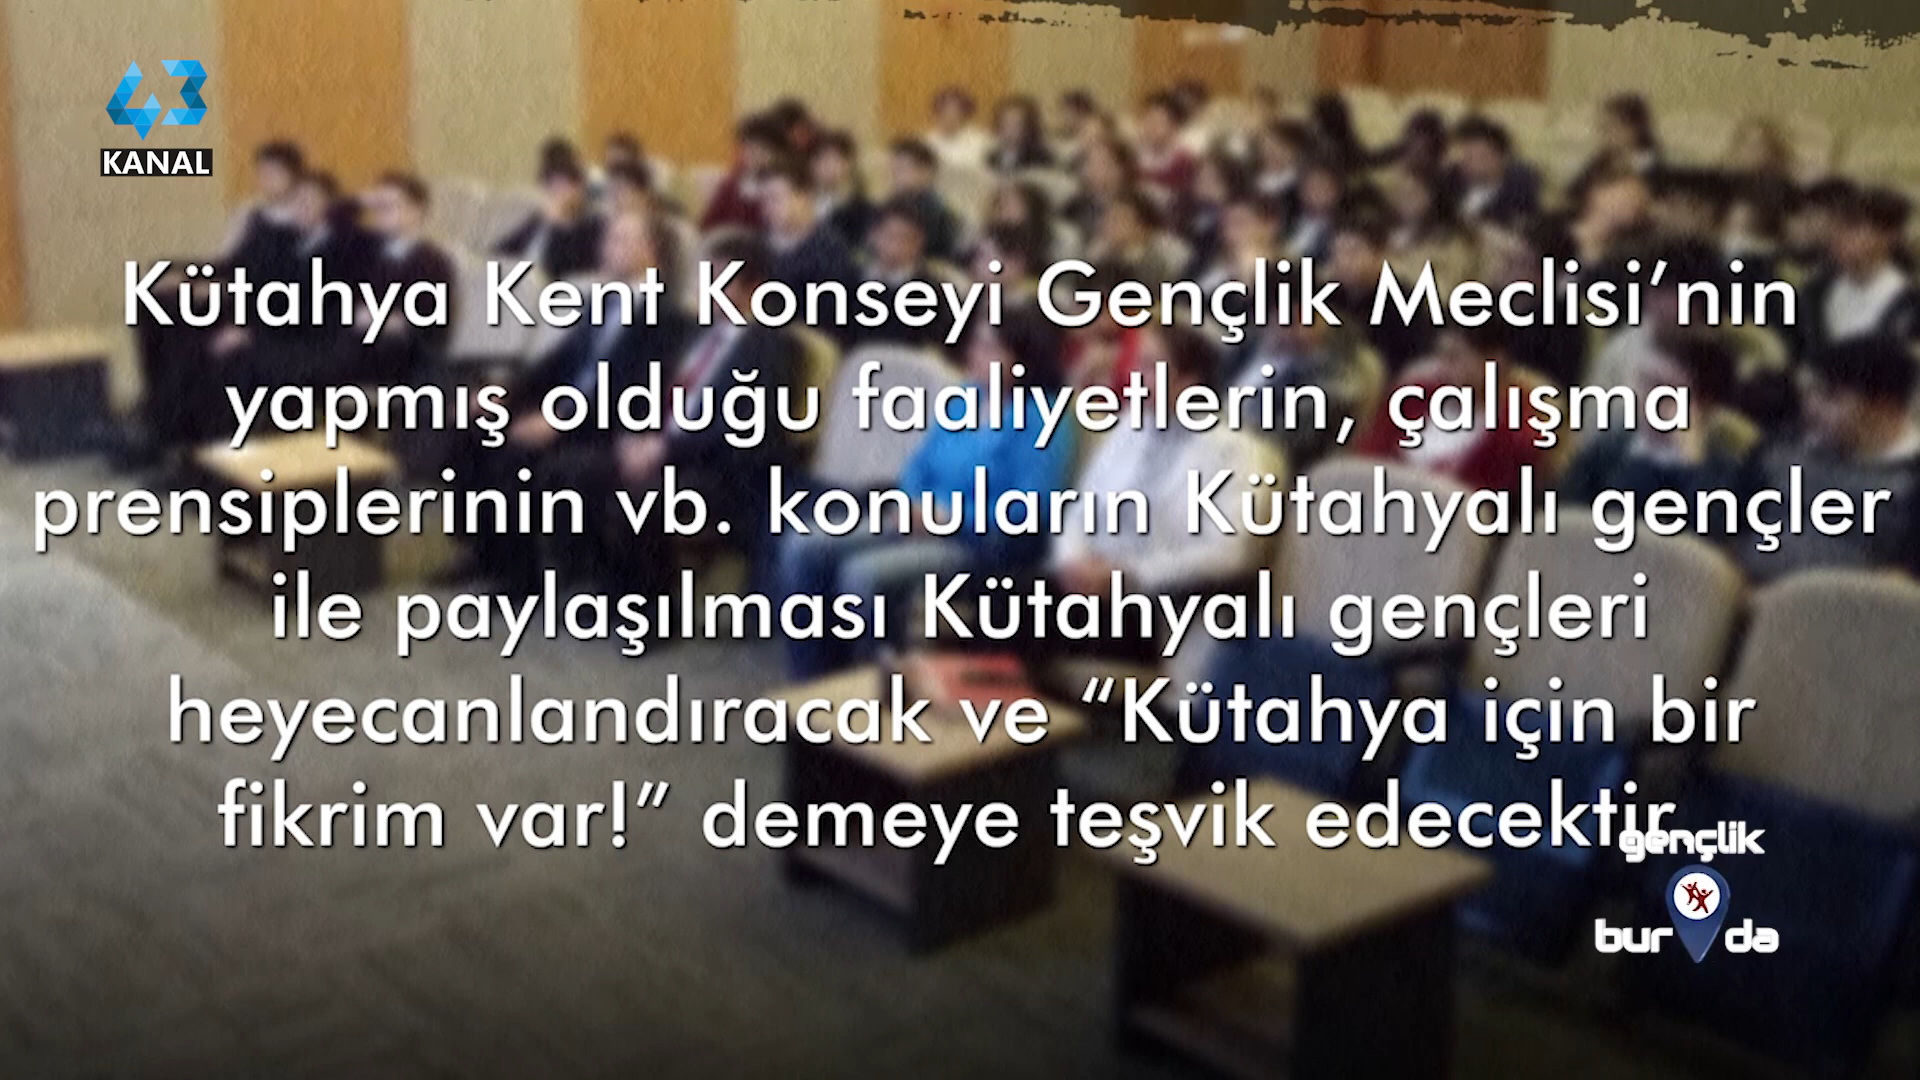 43
KANAL
Kütahya Kent Konseyi Gençlik Meclisi’nin
yapmış olduğu faaliyetlerin, çalışma
prensiplerinin vb. konuların Kütahyalı gençler
ile paylaşılması Kütahyalı gençleri
heyecanlandıracak ve “Kütahya için bir
fikrim var!” demeye teşvik edecektir
gençlik
bur da